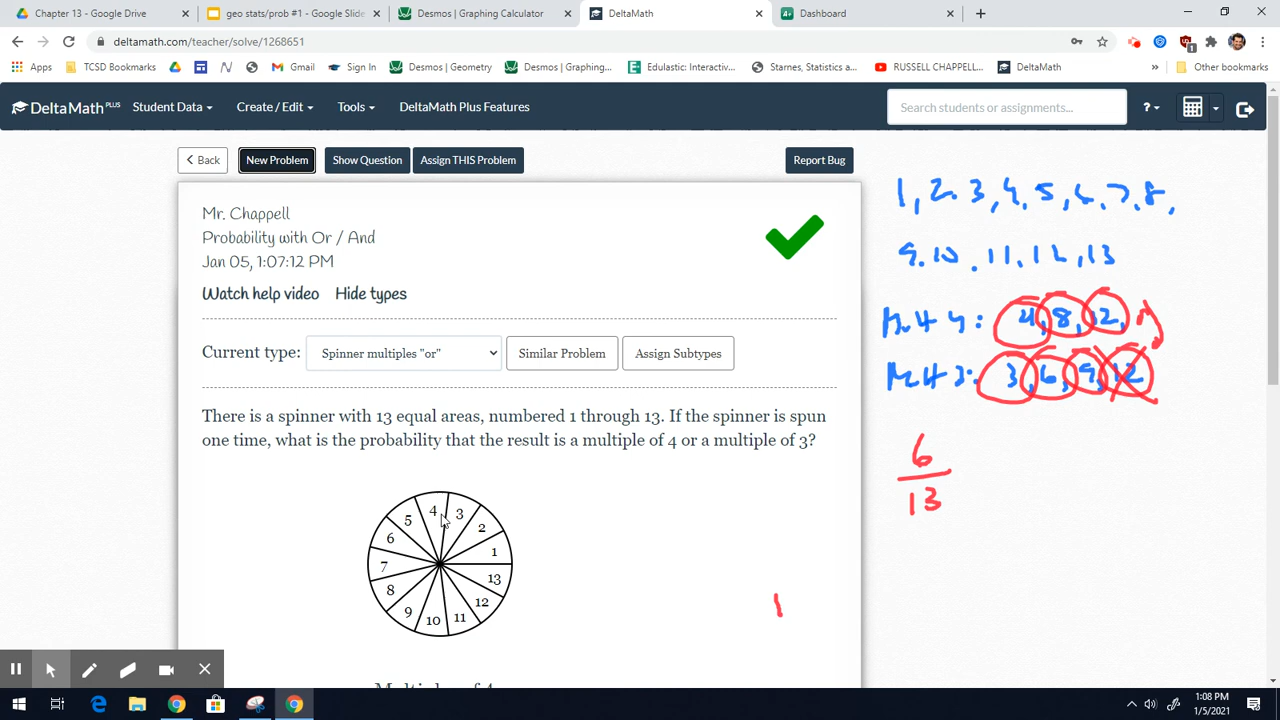 Chapter 13 - Google Drive
geo stats/prob #1 - Google Slide
Desmos | Graphing Calculator
DeltaMath
Dashboard
deltamath.com/teacher/solve/1268651
Apps
TCSD Bookmarks
Gmail
Sign In
Desmos | Geometry
Desmos | Graphing...
Edulastic: Interactiv...
Starnes, Statistics a...
RUSSELL CHAPPELL...
DeltaMath
»
Other bookmarks
DeltaMath PLUS
Student Data
Create / Edit
Tools
DeltaMath Plus Features
Search students or assignments...
?
< Back
New Problem
Show Question
Assign THIS Problem
Report Bug
Mr. Chappell
Probability with Or / And
Jan 05, 1:07:12 PM
Watch help video Hide types
Current type:
Spinner multiples "or"
Similar Problem
Assign Subtypes
There is a spinner with 13 equal areas, numbered 1 through 13. If the spinner is spun
one time, what is the probability that the result is a multiple of 4 or a multiple of 3?
4
3
5
2
6
1
7
13
8
12
9
10
11
1, 2. 3, 4, 5, 6, 7, 8,
9. 10. 11. 12, 13
4, 8, 12,
3, 6, 9, 12
6
13
1
1:08 PM
1/5/2021